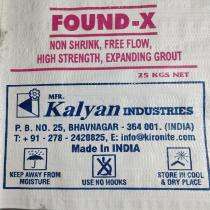 FOUND-X
NON SHRINK, FREE FLOW,
HIGH STRENGTH, EXPANDING GROUT
25 KGS NET
MFR.
Kalyan INDUSTRIES
P. B. NO. 25, BHAVNAGAR - 364 001. (INDIA)
T: + 91 - 278 - 2428825, E: info@kironite.com
Made In INDIA
KEEP AWAY FROM
MOISTURE
USE NO HOOKS
STORE IN COOL
& DRY PLACE